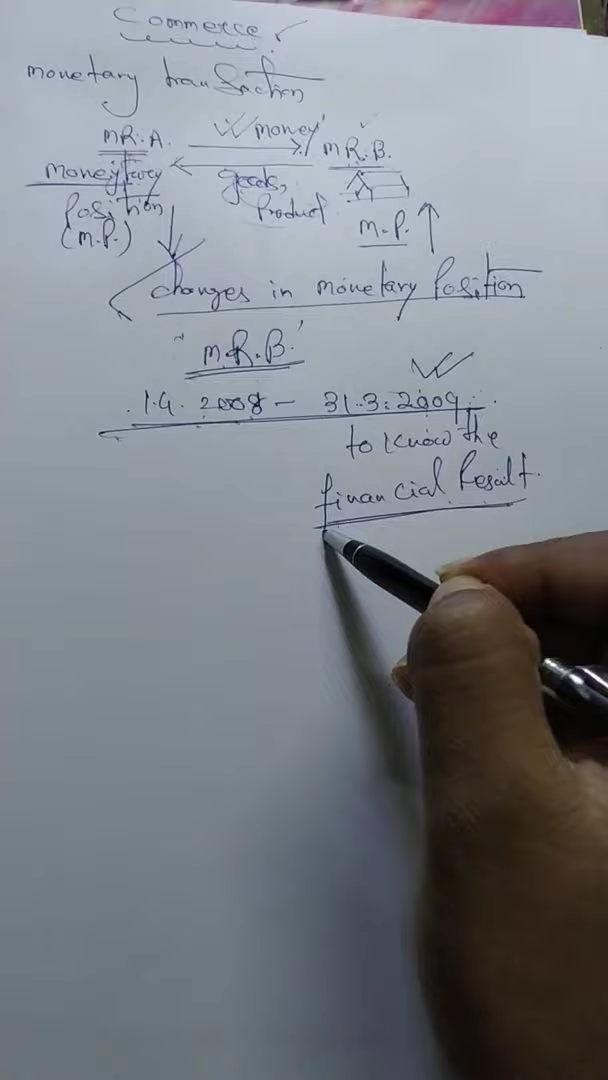 Commerce
monetary transaction
MR.A. money MR.B.
monetary goods,
Position Product
(M.P.) M.P.
changes in monetary Position
"M.R.B."
1.4.2008 – 31.3.2009
to know the
financial Result.